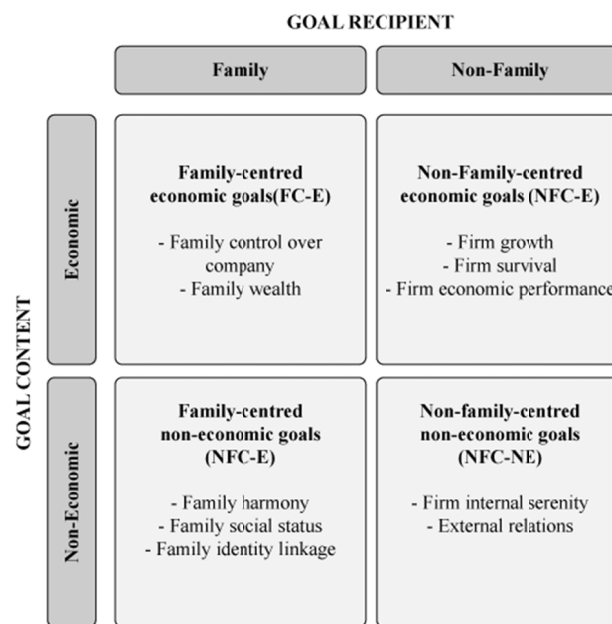 GOAL RECIPIENT
Family
Non-Family
GOAL CONTENT
Economic
Family-centred
economic goals(FC-E)
- Family control over
company
- Family wealth
Non-Family-centred
economic goals (NFC-E)
- Firm growth
- Firm survival
- Firm economic performance
Non-Economic
Family-centred
non-economic goals
(NFC-E)
- Family harmony
- Family social status
- Family identity linkage
Non-family-centred
non-economic goals
(NFC-NE)
- Firm internal serenity
- External relations